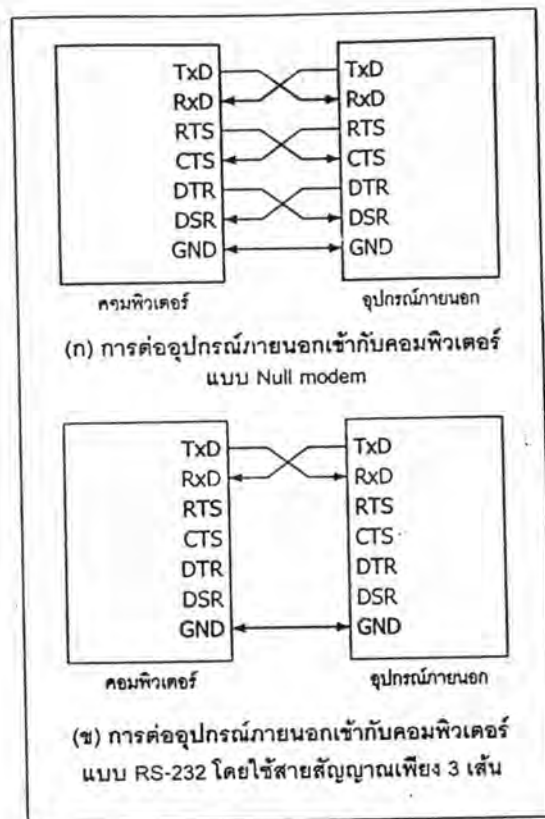 TxD TxD
RxD RxD
RTS RTS
CTS CTS
DTR DTR
DSR DSR
GND GND
คอมพิวเตอร์ อุปกรณ์ภายนอก
(ก) การต่ออุปกรณ์ภายนอกเข้ากับคอมพิวเตอร์
แบบ Null modem
TxD TxD
RxD RxD
RTS RTS
CTS CTS
DTR DTR
DSR DSR
GND GND
คอมพิวเตอร์ อุปกรณ์ภายนอก
(ข) การต่ออุปกรณ์ภายนอกเข้ากับคอมพิวเตอร์
แบบ RS-232 โดยใช้สายสัญญาณเพียง 3 เส้น